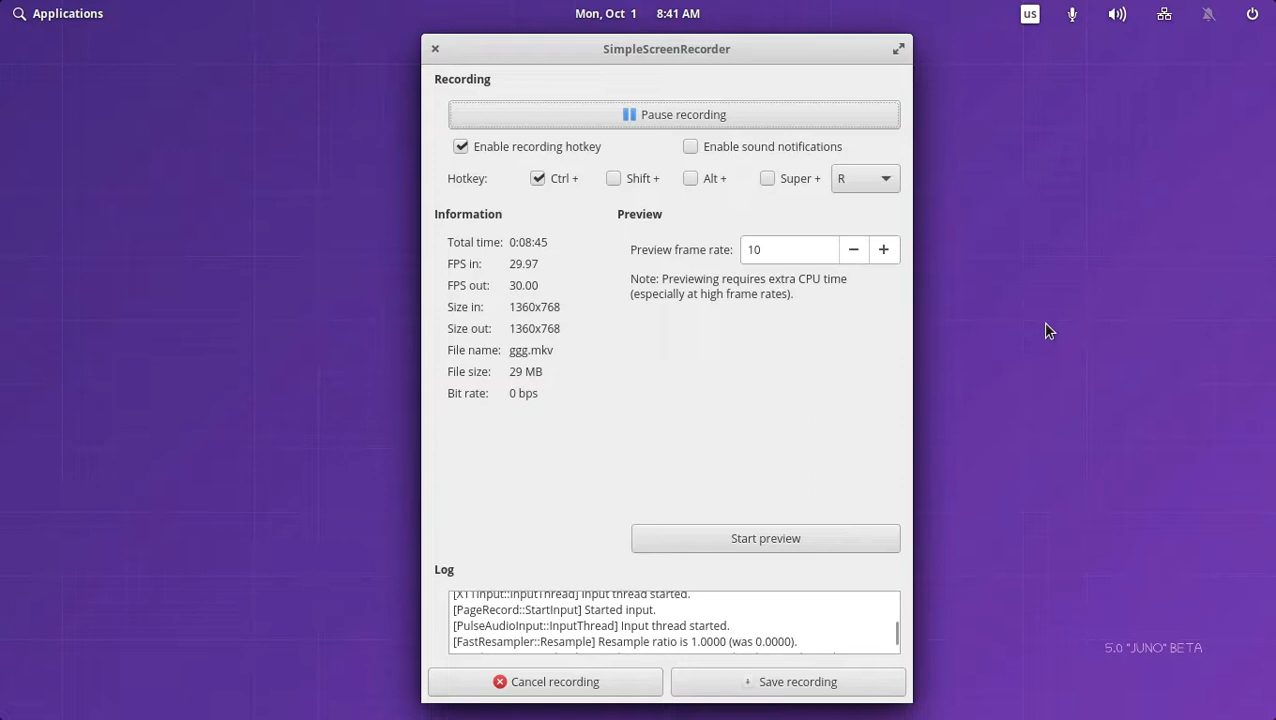 Applications
Mon, Oct 1 8:41 AM
us
SimpleScreenRecorder
Recording
Pause recording
Enable recording hotkey
Enable sound notifications
Hotkey: Ctrl + Shift + Alt + Super + R
Information
Preview
Total time: 0:08:45
FPS in: 29.97
FPS out: 30.00
Size in: 1360x768
Size out: 1360x768
File name: ggg.mkv
File size: 29 MB
Bit rate: 0 bps
Preview frame rate: 10
Note: Previewing requires extra CPU time
(especially at high frame rates).
Start preview
Log
[X11Input::InputThread] Input thread started.
[PageRecord::StartInput] Started input.
[PulseAudioInput::InputThread] Input thread started.
[FastResampler::Resample] Resample ratio is 1.0000 (was 0.0000).
Cancel recording
Save recording
5.0 "JUNO" BETA